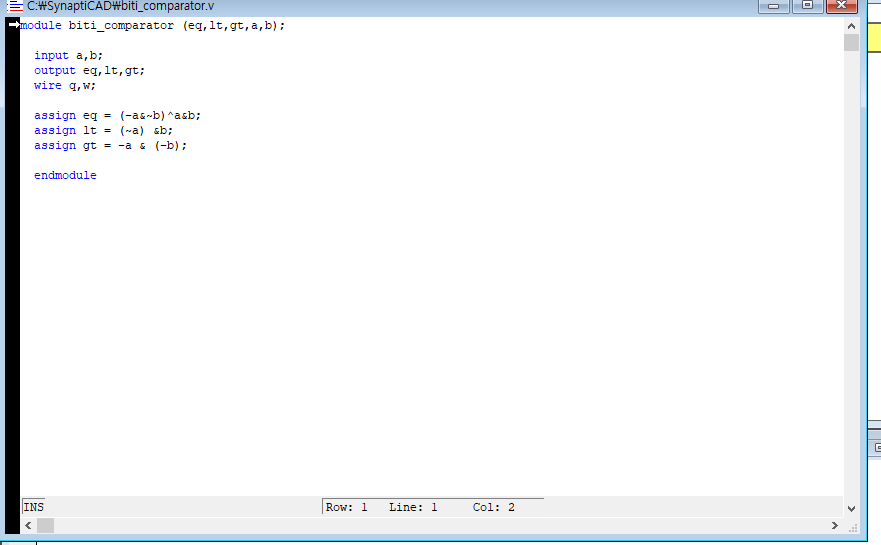 C:₩SynaptiCAD₩biti_comparator.v
module biti_comparator (eq,lt,gt,a,b);
input a,b;
output eq,lt,gt;
wire q,w;
assign eq = (-a&~b)^a&b;
assign lt = (~a) &b;
assign gt = -a & (-b);
endmodule
INS Row: 1 Line: 1 Col: 2